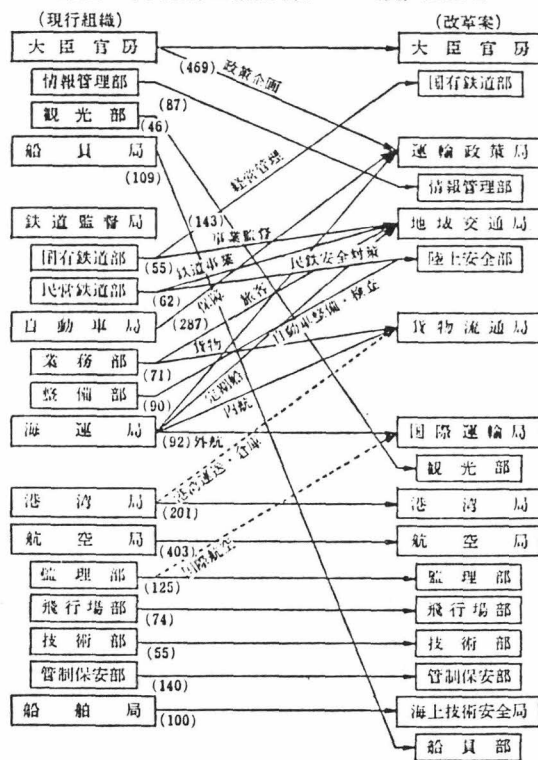 (現行組織)
(改革案)
大臣官房
大臣官房
(469)
政策企画
情報管理部
国有鉄道部
(87)
観光部
(46)
船員局
運輸政策局
経営管理
情報管理部
(109)
鉄道監督局
地域交通局
(143)
事業監督
国有鉄道部
陸上安全部
(55)
鉄道事業
民鉄安全対策
民営鉄道部
(62)
保障
旅客
自動車整備・検査
自動車局
(287)
貨物流通局
貨物
業務部
(71)
整備部
(90)
定期船
内航
海運局
(92)外航
国際運輸局
観光部
港湾運送・倉庫
港湾局
港湾局
(201)
航空局
航空局
(403)
国際航空
監理部
監理部
(125)
飛行場部
飛行場部
(74)
技術部
技術部
(55)
管制保安部
管制保安部
(140)
船舶局
海上技術安全局
(100)
船員部